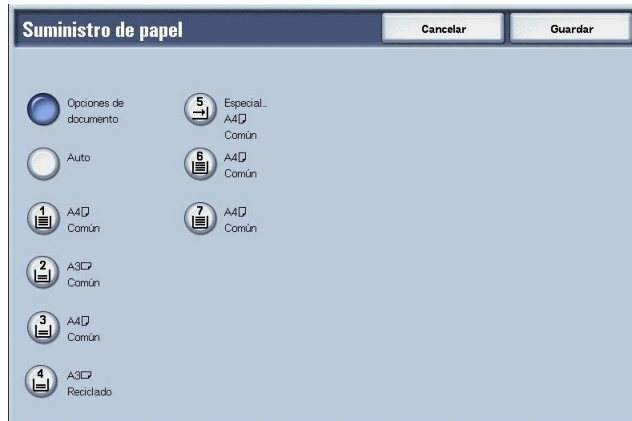 Suministro de papel
Cancelar
Guardar
Opciones de
documento
Auto
1
A4
Común
2
A3
Común
3
A4
Común
4
A3
Reciclado
5
Especial...
A4
Común
6
A4
Común
7
A4
Común